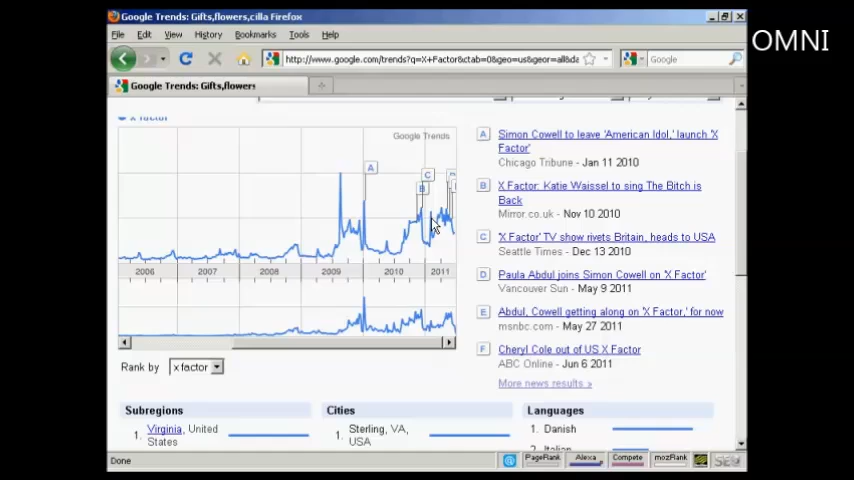 Google Trends: Gifts,flowers,cilla Firefox
OMNI
File Edit View History Bookmarks Tools Help
http://www.google.com/trends?q=X+Factor&ctab=0&geo=us&geor=all&da
Google
Google Trends: Gifts,flowers
x factor
Google Trends
A
C
B
2006 2007 2008 2009 2010 2011
Rank by x factor
A Simon Cowell to leave 'American Idol,' launch 'X
Factor'
Chicago Tribune - Jan 11 2010
B X Factor: Katie Waissel to sing The Bitch is
Back
Mirror.co.uk - Nov 10 2010
C 'X Factor' TV show rivets Britain, heads to USA
Seattle Times - Dec 13 2010
D Paula Abdul joins Simon Cowell on 'X Factor'
Vancouver Sun - May 9 2011
E Abdul, Cowell getting along on 'X Factor,' for now
msnbc.com - May 27 2011
F Cheryl Cole out of US X Factor
ABC Online - Jun 6 2011
More news results »
Subregions Cities Languages
1. Virginia, United
States
1. Sterling, VA,
USA
1. Danish
2. Italian
Done
PageRank Alexa Compete mozRank SEO